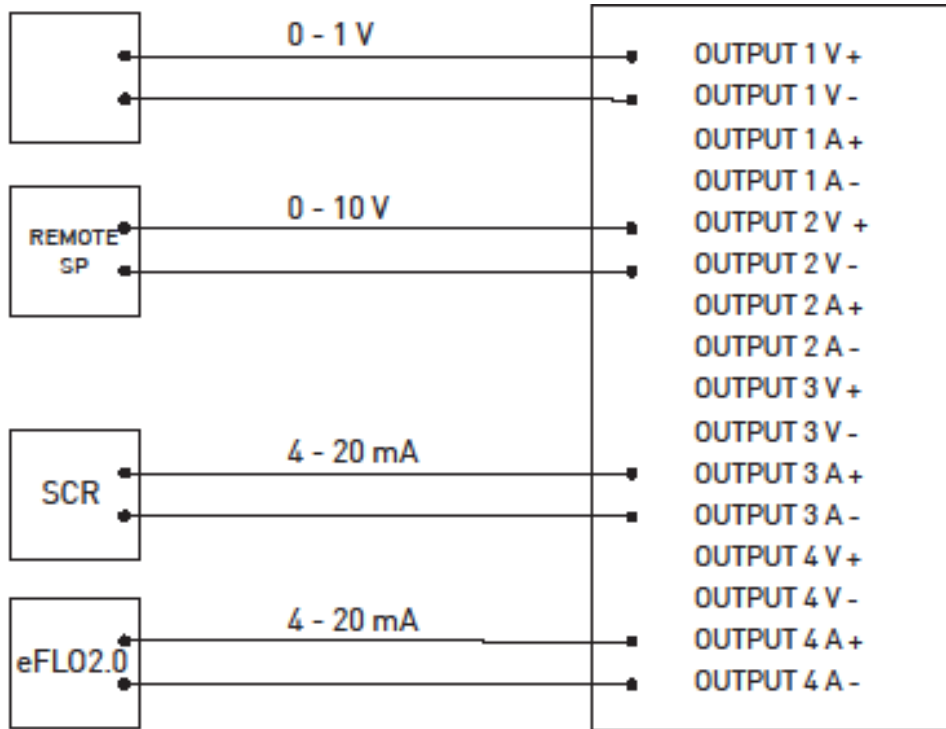 0 - 1 V
REMOTE
SP
0 - 10 V
SCR
4 - 20 mA
eFLO2.0
4 - 20 mA
OUTPUT 1 V +
OUTPUT 1 V -
OUTPUT 1 A +
OUTPUT 1 A -
OUTPUT 2 V +
OUTPUT 2 V -
OUTPUT 2 A +
OUTPUT 2 A -
OUTPUT 3 V +
OUTPUT 3 V -
OUTPUT 3 A +
OUTPUT 3 A -
OUTPUT 4 V +
OUTPUT 4 V -
OUTPUT 4 A +
OUTPUT 4 A -